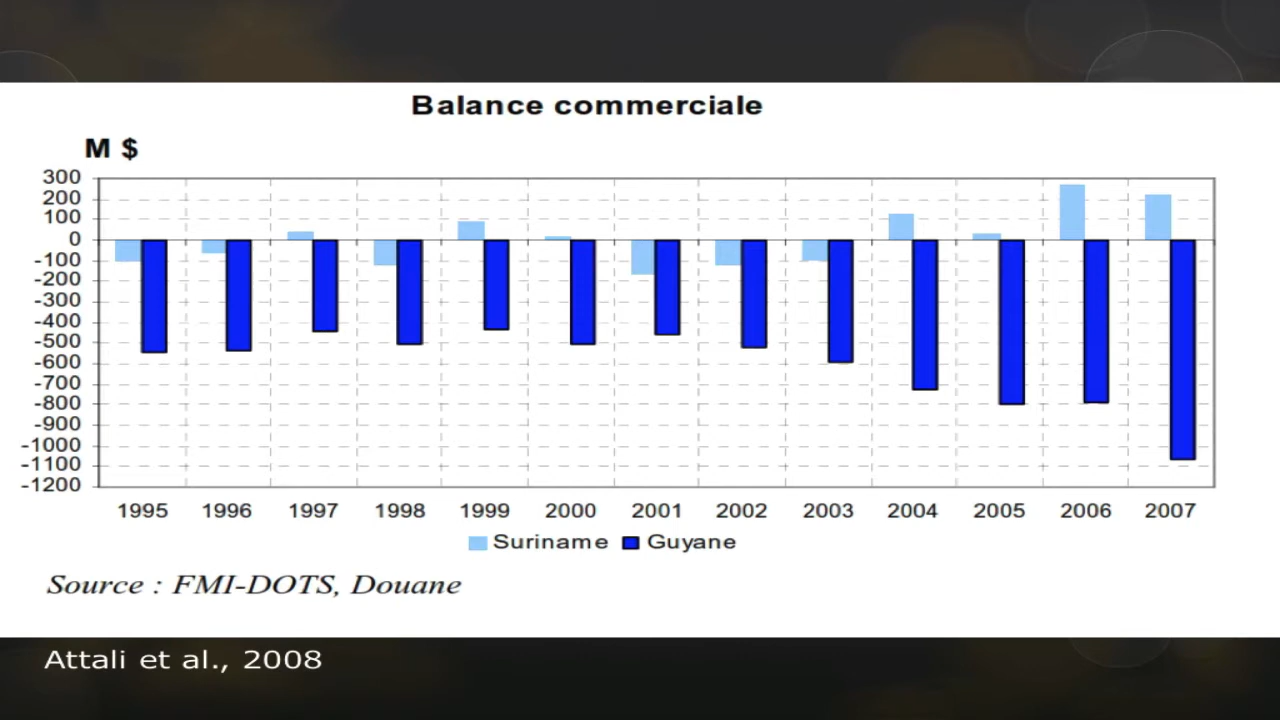 Balance commerciale
M $
300
200
100
0
-100
-200
-300
-400
-500
-600
-700
-800
-900
-1000
-1100
-1200
1995 1996 1997 1998 1999 2000 2001 2002 2003 2004 2005 2006 2007
Suriname Guyane
Source : FMI-DOTS, Douane
Attali et al., 2008